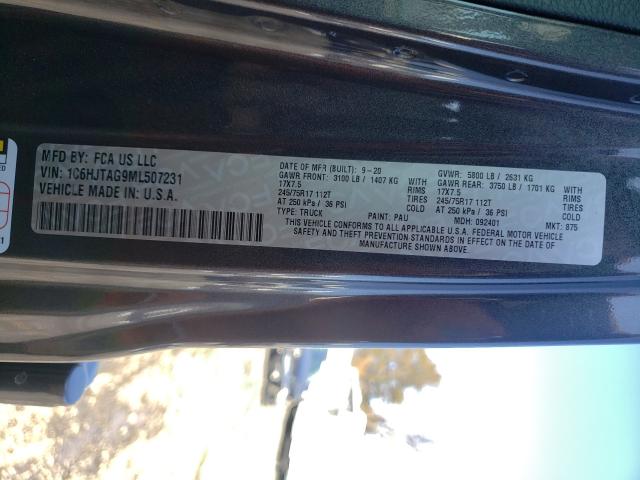 MFD BY: FCA US LLC
VIN: 1C6HJTAG9ML507231
VEHICLE MADE IN U.S.A.
DATE OF MFR (BUILT): 9-20 GVWR: 5800 LB / 2631 KG
GAWR FRONT: 3100 LB / 1407 KG WITH GAWR REAR: 3750 LB / 1701 KG WITH
17X7.5 RIMS 17X7.5 RIMS
245/75R17 112T TIRES 245/75R17 112T TIRES
AT 250 kPa / 36 PSI COLD AT 250 kPa / 36 PSI COLD
TYPE: TRUCK PAINT: PAU MDH: 092401 MKT: 875
THIS VEHICLE CONFORMS TO ALL APPLICABLE U.S.A. FEDERAL MOTOR VEHICLE
SAFETY AND THEFT PREVENTION STANDARDS IN EFFECT ON THE DATE OF
MANUFACTURE SHOWN ABOVE.